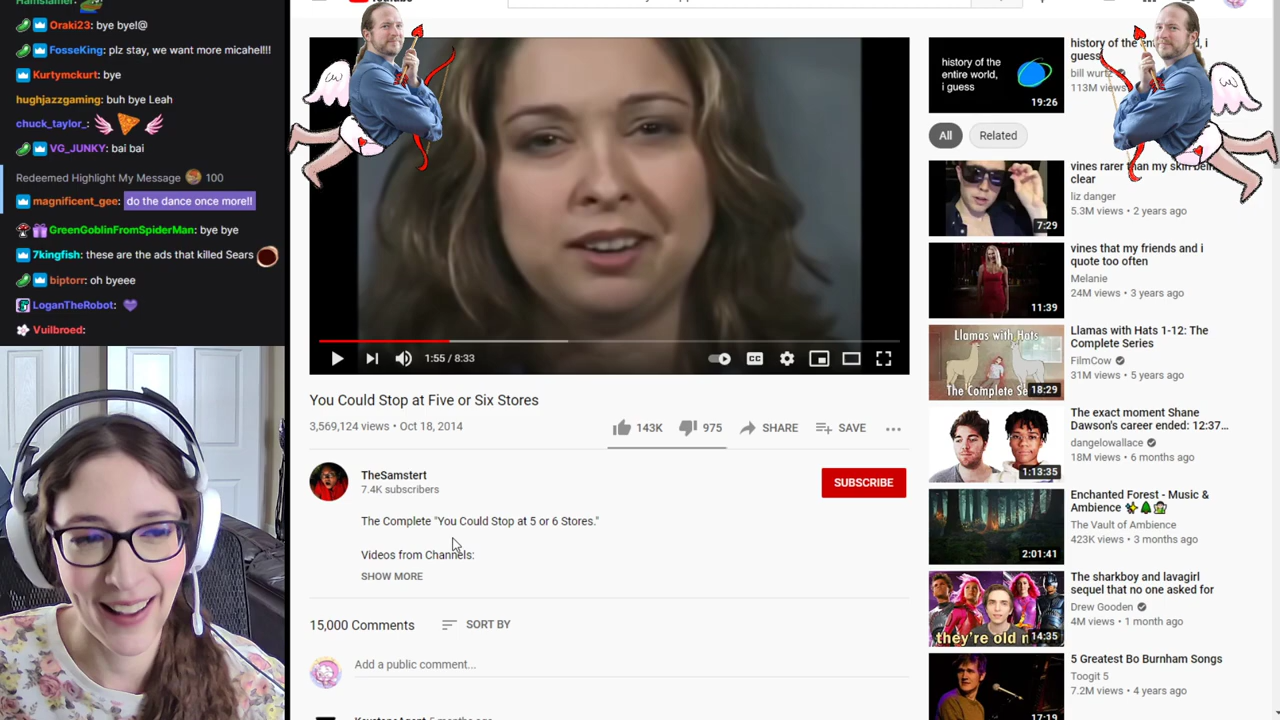 Oraki23: bye bye!@
FosseKing: plz stay, we want more micahel!!!
Kurtymckurt: bye
hughjazzgaming: buh bye Leah
chuck_taylor_:
VG_JUNKY: bai bai
Redeemed Highlight My Message 100
magnificent_gee: do the dance once more!!
GreenGoblinFromSpiderMan: bye bye
7kingfish: these are the ads that killed Sears
biptorr: oh byeee
LoganTheRobot:
Vuilbroed:
1:55 / 8:33
CC
You Could Stop at Five or Six Stores
3,569,124 views • Oct 18, 2014
143K
975
SHARE
SAVE
TheSamstert
7.4K subscribers
SUBSCRIBE
The Complete "You Could Stop at 5 or 6 Stores."
Videos from Channels:
SHOW MORE
15,000 Comments
SORT BY
Add a public comment...
history of the
entire world,
i guess
19:26
history of the
guess
bill wurtz
113M views
All
Related
7:29
vines rarer than my skin
clear
liz danger
5.3M views • 2 years ago
11:39
vines that my friends and i
quote too often
Melanie
24M views • 3 years ago
Llamas with Hats
The Complete
18:29
Llamas with Hats 1-12: The
Complete Series
FilmCow
31M views • 5 years ago
1:13:35
The exact moment Shane
Dawson's career ended: 12:37...
dangelowallace
18M views • 6 months ago
2:01:41
Enchanted Forest - Music &
Ambience
The Vault of Ambience
423K views • 3 months ago
they're old
14:35
The sharkboy and lavagirl
sequel that no one asked for
Drew Gooden
4M views • 1 month ago
17:19
5 Greatest Bo Burnham Songs
Toogit 5
7.2M views • 4 years ago